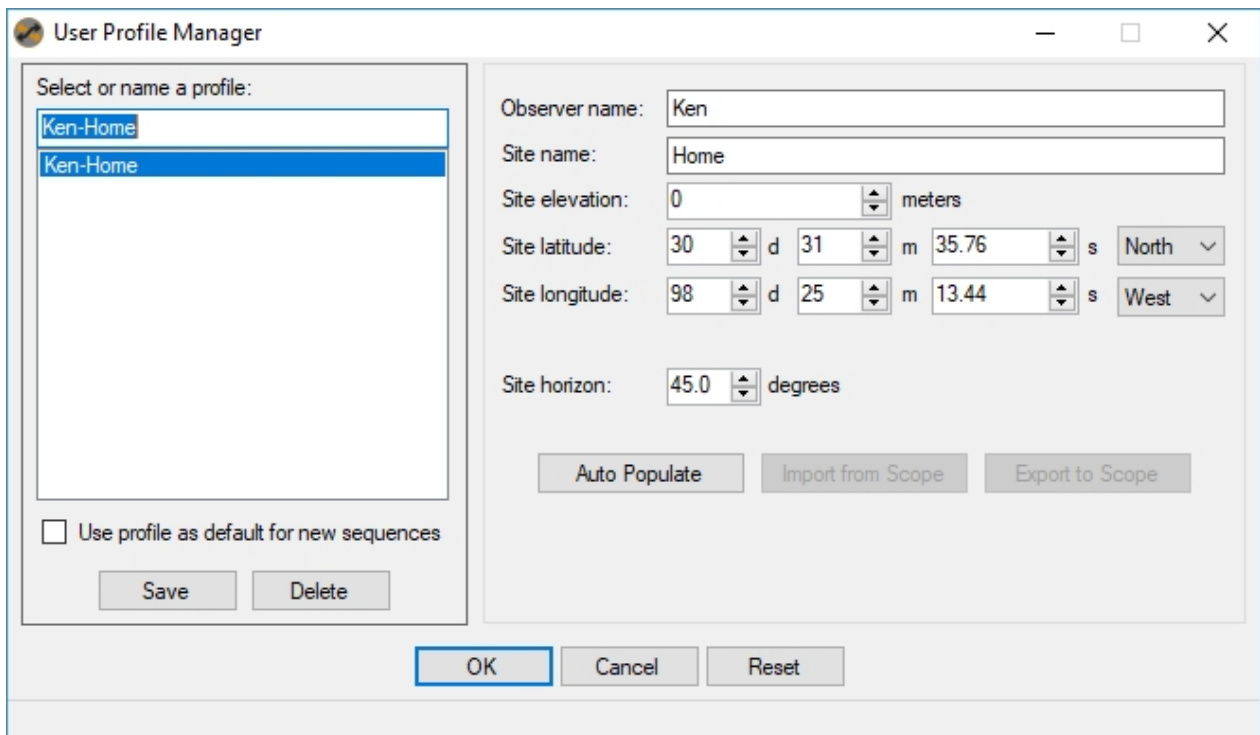 User Profile Manager
Select or name a profile:
Ken-Home
Ken-Home
Use profile as default for new sequences
Save Delete
Observer name: Ken
Site name: Home
Site elevation: 0 meters
Site latitude: 30 d 31 m 35.76 s North
Site longitude: 98 d 25 m 13.44 s West
Site horizon: 45.0 degrees
Auto Populate Import from Scope Export to Scope
OK Cancel Reset